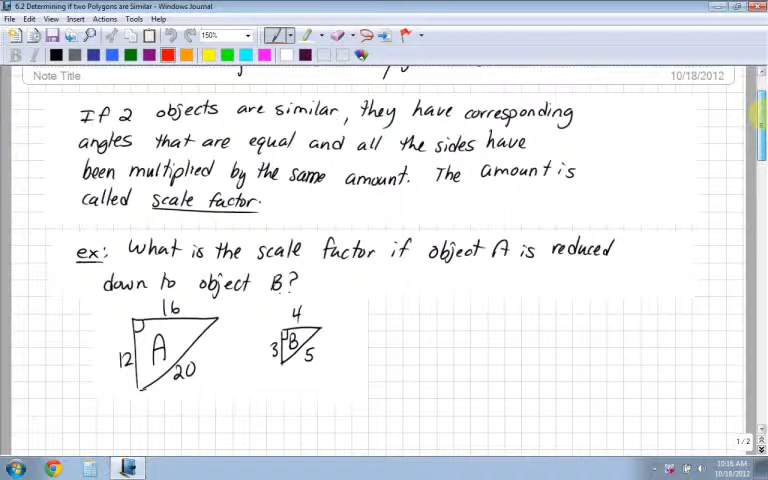 6.2 Determining if two Polygons are Similar - Windows Journal
File Edit View Insert Actions Tools Help
150%
B I
Note Title
10/18/2012
If 2 objects are similar, they have corresponding
angles that are equal and all the sides have
been multiplied by the same amount. The amount is
called scale factor.
ex: What is the scale factor if object A is reduced
down to object B?
16
4
12 A 20
3 B 5
1 / 2
10:16 AM
10/18/2012